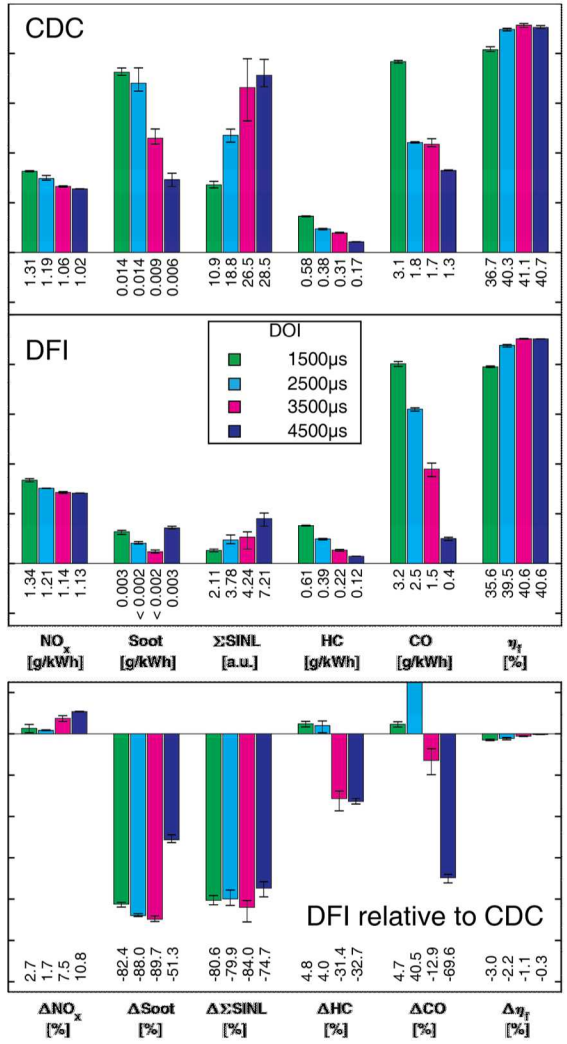 CDC
1.31 1.19 1.06 1.02 0.014 0.014 0.009 0.006 10.9 18.8 26.5 28.5 0.58 0.38 0.31 0.17 3.1 1.8 1.7 1.3 36.7 40.3 41.1 40.7
DFI
DOI
1500µs
2500µs
3500µs
4500µs
1.34 1.21 1.14 1.13 0.003 <0.002 <0.002 0.003 2.11 3.78 4.24 7.21 0.61 0.39 0.22 0.12 3.2 2.5 1.5 0.4 35.6 39.5 40.6 40.6
NOx Soot ΣSINL HC CO ηf
[g/kWh] [g/kWh] [a.u.] [g/kWh] [g/kWh] [%]
DFI relative to CDC
2.7 1.7 7.5 10.8 -82.4 -88.0 -89.7 -51.3 -80.6 -79.9 -84.0 -74.7 4.8 4.0 -31.4 -32.7 4.7 40.5 -12.9 -69.6 -3.0 -2.2 -1.1 -0.3
ΔNOx ΔSoot ΔΣSINL ΔHC ΔCO Δηf
[%] [%] [%] [%] [%] [%]